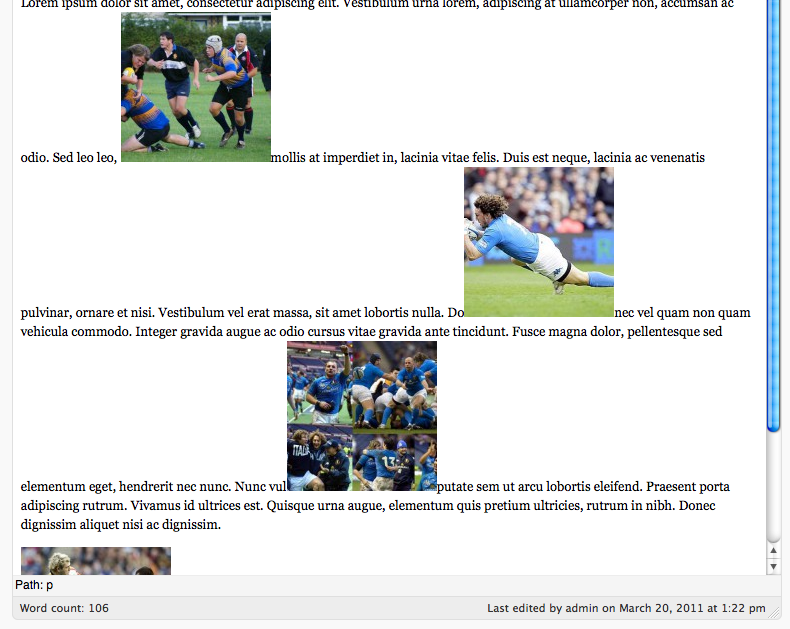 Lorem ipsum dolor sit amet, consectetur adipiscing elit. Vestibulum urna lorem, adipiscing at ullamcorper non, accumsan ac
odio. Sed leo leo, mollis at imperdiet in, lacinia vitae felis. Duis est neque, lacinia ac venenatis
pulvinar, ornare et nisi. Vestibulum vel erat massa, sit amet lobortis nulla. Do nec vel quam non quam
vehicula commodo. Integer gravida augue ac odio cursus vitae gravida ante tincidunt. Fusce magna dolor, pellentesque sed
ITALIA
13
elementum eget, hendrerit nec nunc. Nunc vul putate sem ut arcu lobortis eleifend. Praesent porta
adipiscing rutrum. Vivamus id ultrices est. Quisque urna augue, elementum quis pretium ultricies, rutrum in nibh. Donec
dignissim aliquet nisi ac dignissim.
Path: p
Word count: 106
Last edited by admin on March 20, 2011 at 1:22 pm